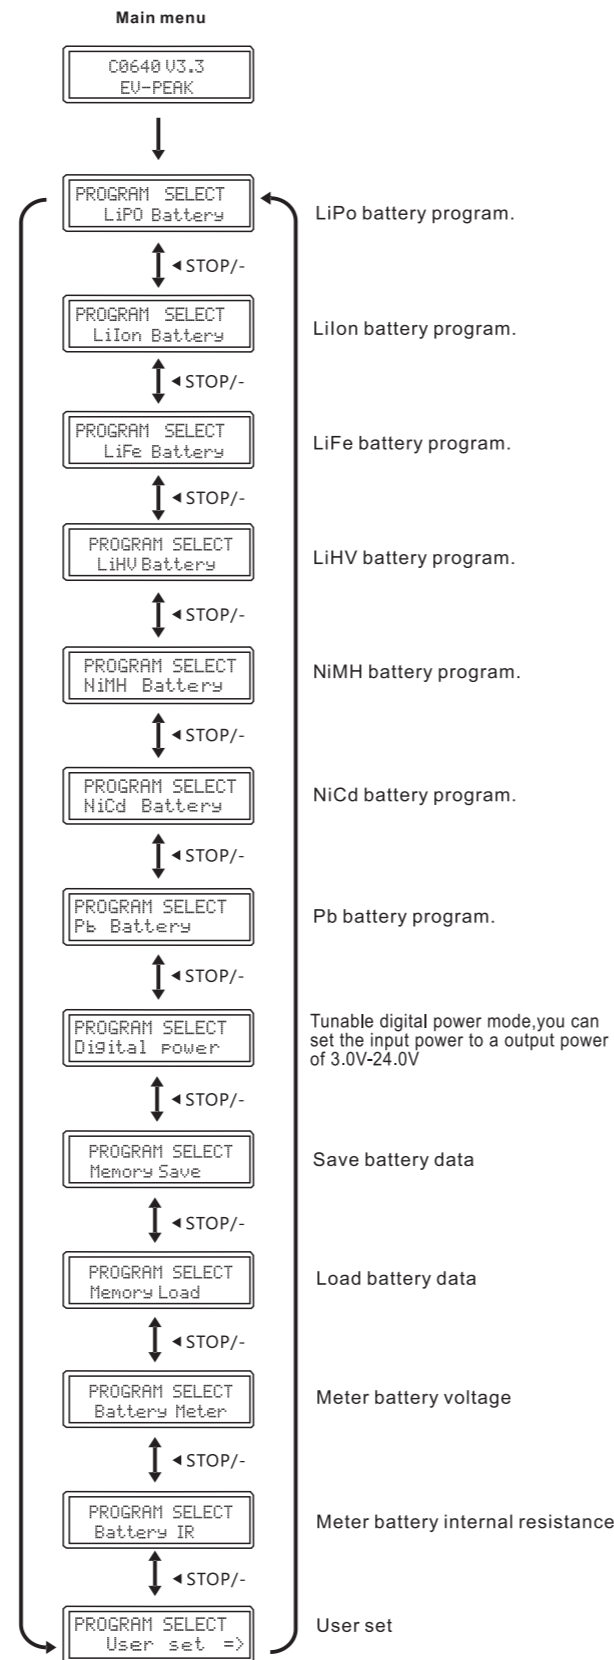 Main menu
C0640 V3.3
EV-PEAK
PROGRAM SELECT
LiPO Battery
LiPo battery program.
◄STOP/-
PROGRAM SELECT
LiIon Battery
LiIon battery program.
◄STOP/-
PROGRAM SELECT
LiFe Battery
LiFe battery program.
◄STOP/-
PROGRAM SELECT
LiHV Battery
LiHV battery program.
◄STOP/-
PROGRAM SELECT
NiMH Battery
NiMH battery program.
◄STOP/-
PROGRAM SELECT
NiCd Battery
NiCd battery program.
◄STOP/-
PROGRAM SELECT
Pb Battery
Pb battery program.
◄STOP/-
PROGRAM SELECT
Digital power
Tunable digital power mode,you can
set the input power to a output power
of 3.0V-24.0V
◄STOP/-
PROGRAM SELECT
Memory Save
Save battery data
◄STOP/-
PROGRAM SELECT
Memory Load
Load battery data
◄STOP/-
PROGRAM SELECT
Battery Meter
Meter battery voltage
◄STOP/-
PROGRAM SELECT
Battery IR
Meter battery internal resistance
◄STOP/-
PROGRAM SELECT
User set =>
User set